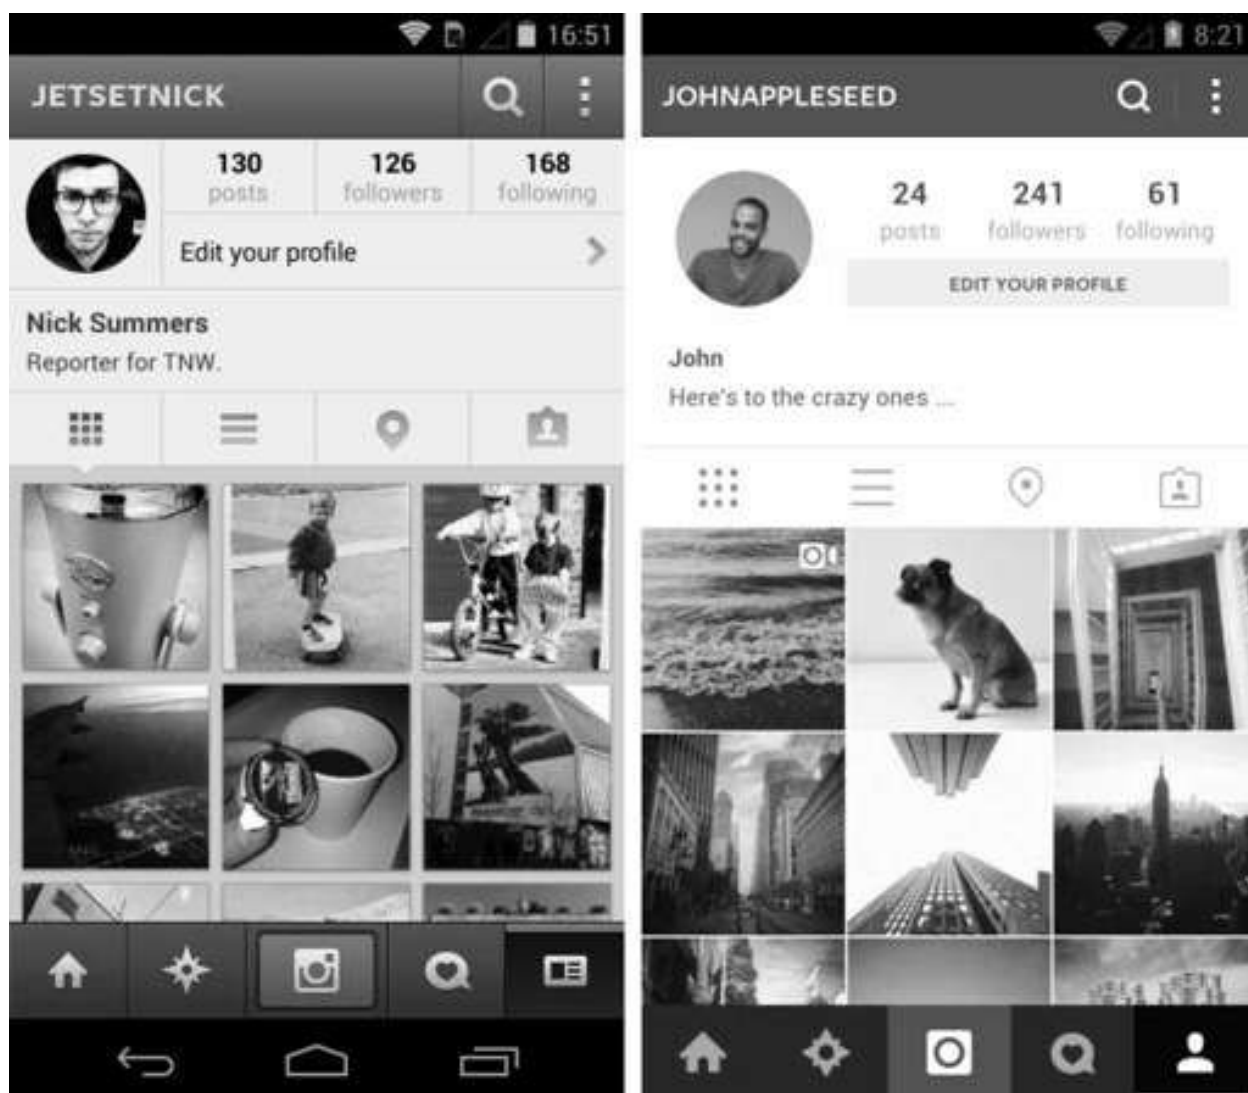 16:51
JETSETNICK
130
126
168
posts
followers
following
Edit your profile
Nick Summers
Reporter for TNW.
8:21
JOHNAPPLESEED
24
241
61
posts
followers
following
EDIT YOUR PROFILE
John
Here's to the crazy ones ...